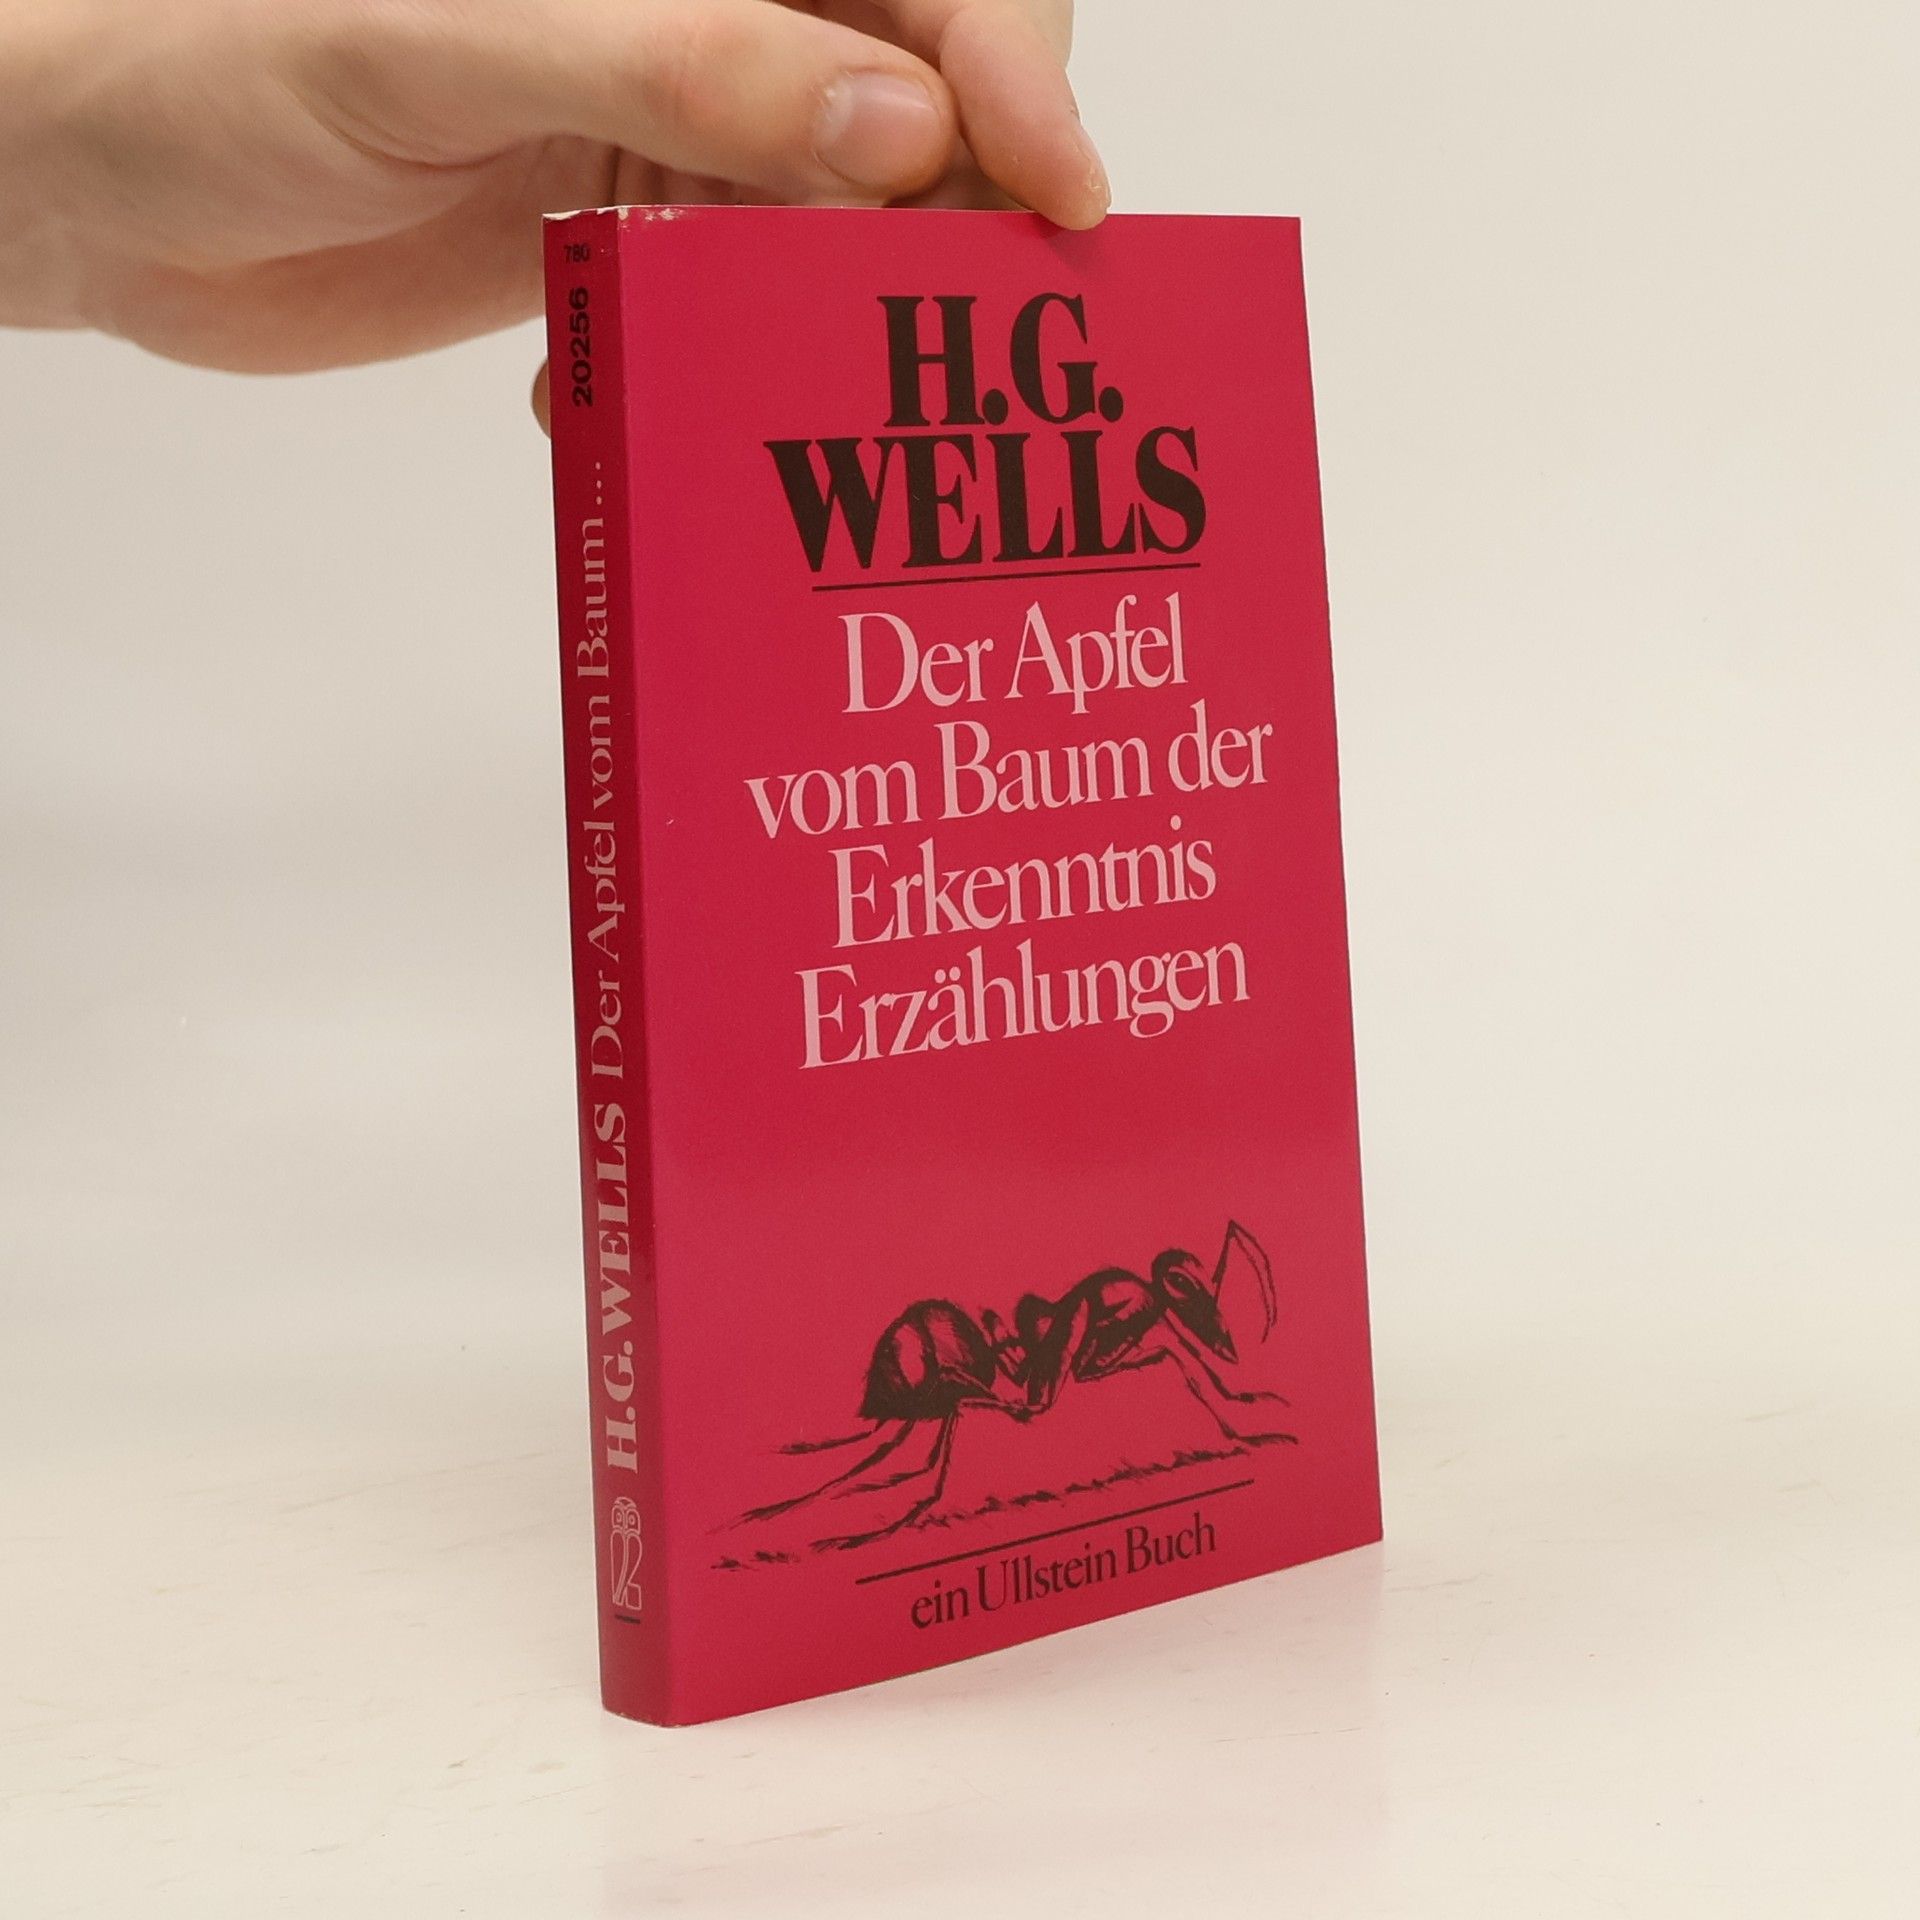 780
20256
H.G. WELLS Der Apfel vom Baum...
H.G.
WELLS
Der Apfel
vom Baum der
Erkenntnis
Erzählungen
ein Ullstein Buch